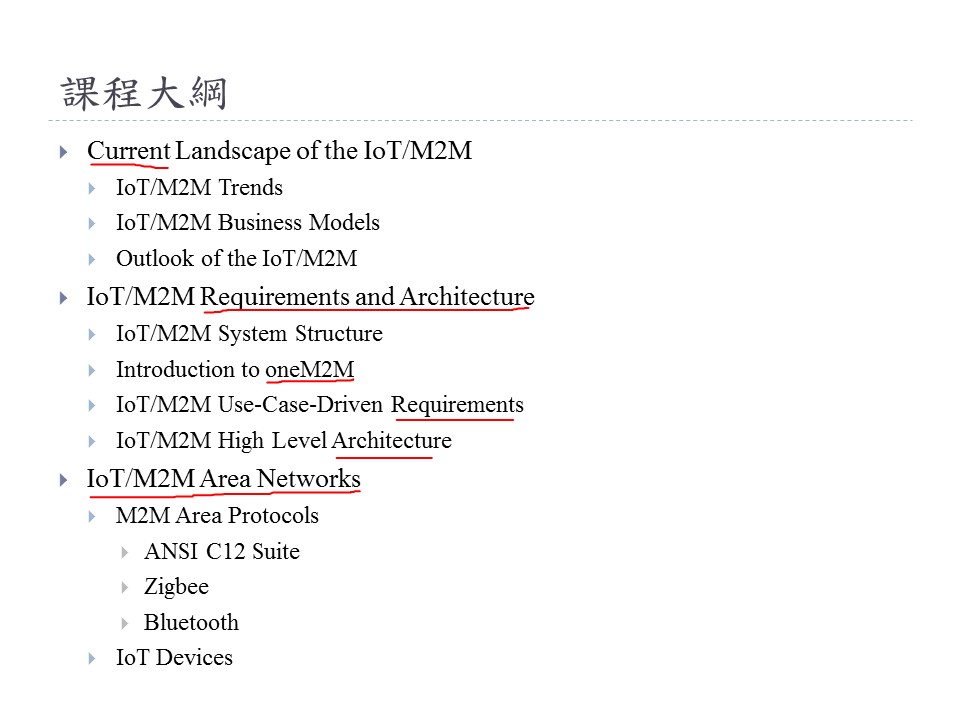 課程大綱
Current Landscape of the IoT/M2M
IoT/M2M Trends
IoT/M2M Business Models
Outlook of the IoT/M2M
IoT/M2M Requirements and Architecture
IoT/M2M System Structure
Introduction to oneM2M
IoT/M2M Use-Case-Driven Requirements
IoT/M2M High Level Architecture
IoT/M2M Area Networks
M2M Area Protocols
ANSI C12 Suite
Zigbee
Bluetooth
IoT Devices